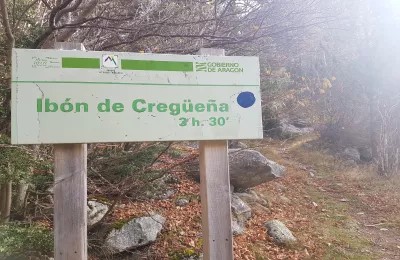 GOBIERNO
DE ARAGON
Ibón de Cregüeña
3 h. 30'